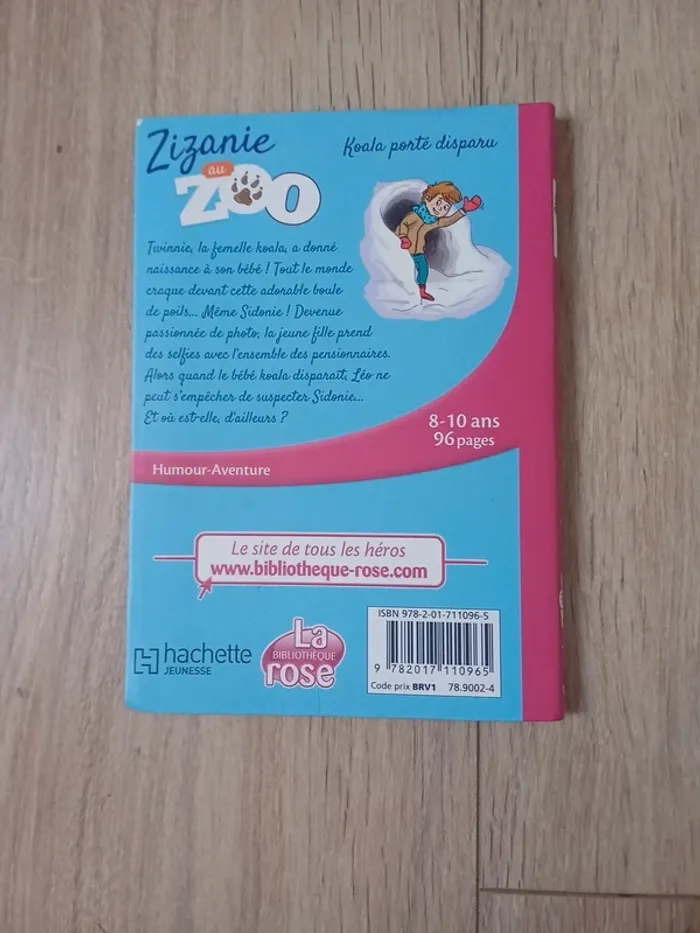 Zizanie
au
ZOO
Koala porté disparu
Twinnie, la femelle koala, a donné
naissance à son bébé ! Tout le monde
craque devant cette adorable boule
de poils... Même Sidonie ! Devenue
passionnée de photo, la jeune fille prend
des selfies avec l'ensemble des pensionnaires.
Alors quand le bébé koala disparaît, Léo ne
peut s'empêcher de suspecter Sidonie...
Et où est-elle, d'ailleurs ?
8-10 ans
96 pages
Humour-Aventure
Le site de tous les héros
www.bibliotheque-rose.com
hachette
JEUNESSE
La
BIBLIOTHÈQUE
rose
ISBN 978-2-01-711096-5
9 782017 110965
Code prix BRV1 78.9002-4